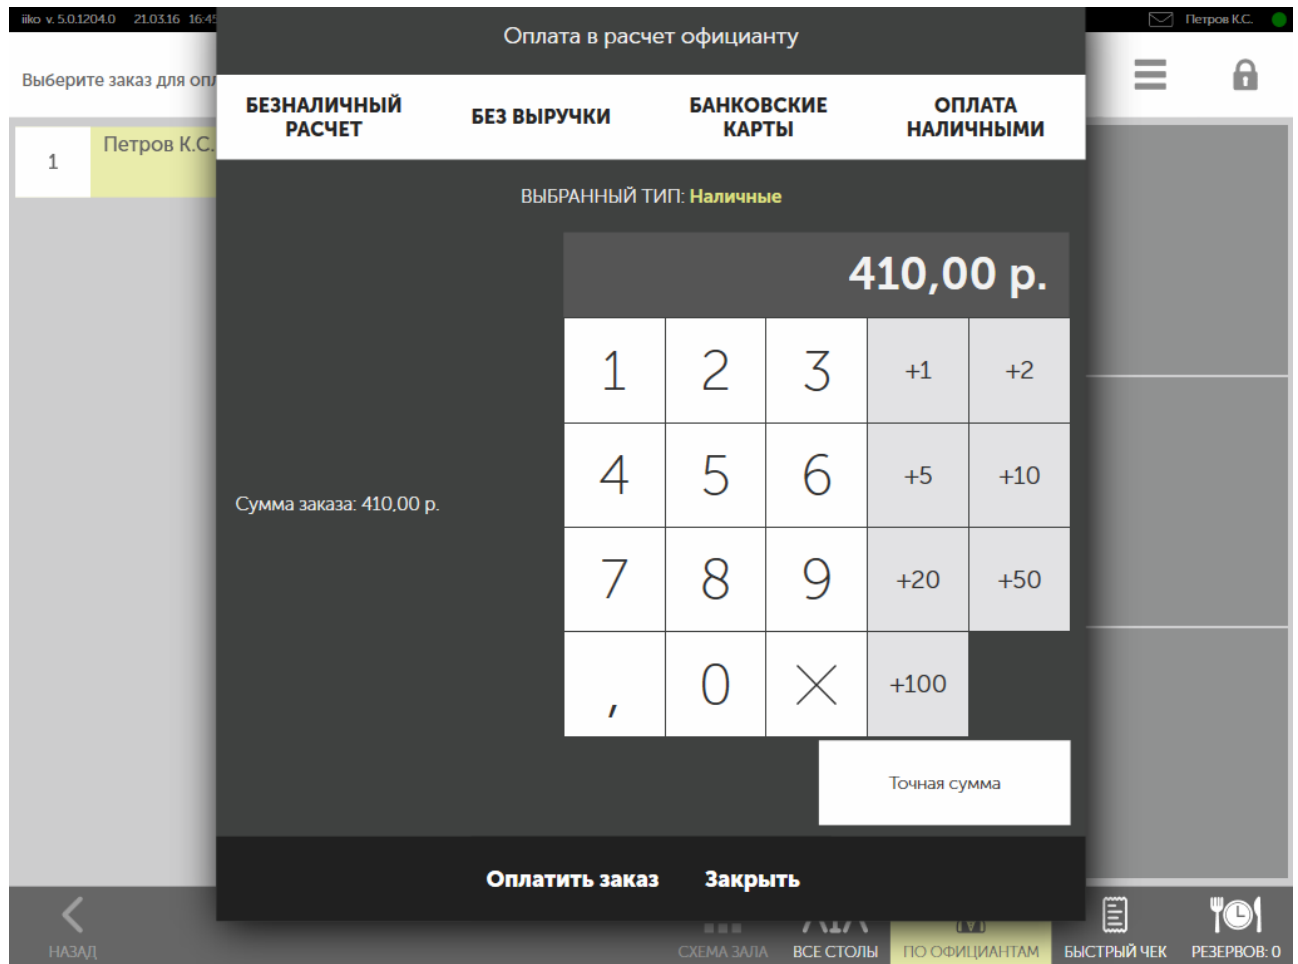 iiko v. 5.0.1204.0 21.03.16 16:45
Петров К.С.
Оплата в расчет официанту
Выберите заказ для
БЕЗНАЛИЧНЫЙ
РАСЧЕТ
БЕЗ ВЫРУЧКИ
БАНКОВСКИЕ
КАРТЫ
ОПЛАТА
НАЛИЧНЫМИ
1
Петров К.С.
ВЫБРАННЫЙ ТИП: Наличные
410,00 р.
1 2 3 +1 +2
4 5 6 +5 +10
Сумма заказа: 410,00 р.
7 8 9 +20 +50
, 0 +100
Точная сумма
Оплатить заказ Закрыть
НАЗАД
СХЕМА ЗАЛА
ВСЕ СТОЛЫ
ПО ОФИЦИАНТАМ
БЫСТРЫЙ ЧЕК
РЕЗЕРВОВ: 0